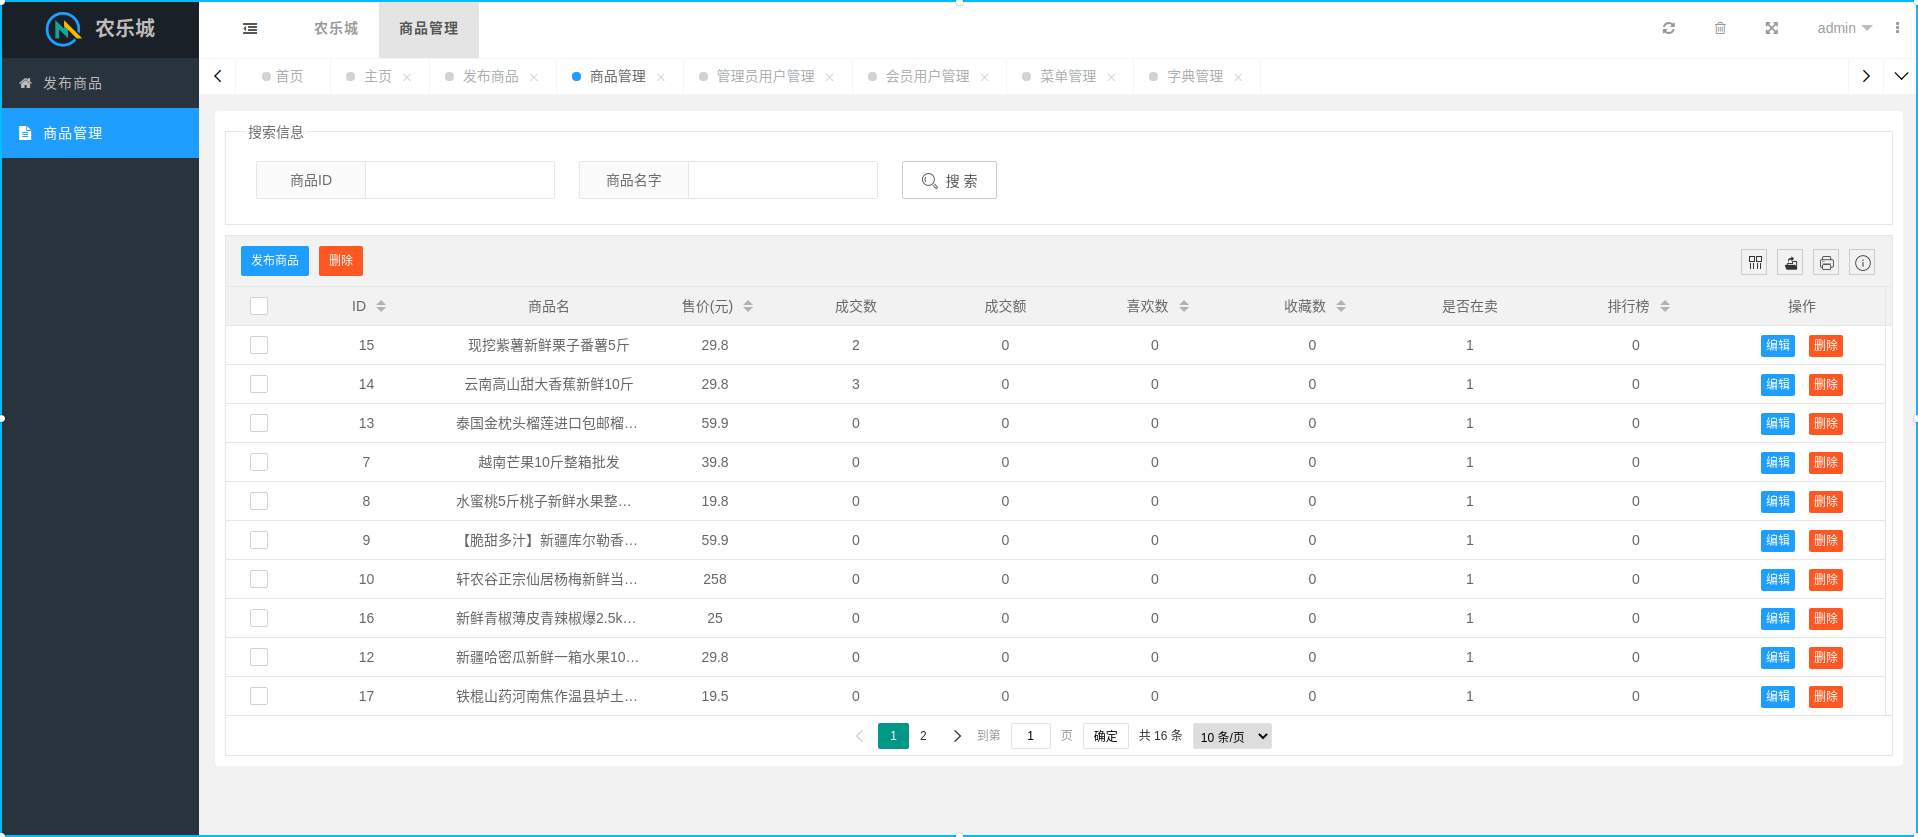 农乐城 农乐城 商品管理 admin
发布商品
商品管理
首页 主页 发布商品 商品管理 管理员用户管理 会员用户管理 菜单管理 字典管理
搜索信息
商品ID 商品名字 搜 索
发布商品 删除
ID 商品名 售价(元) 成交数 成交额 喜欢数 收藏数 是否在卖 排行榜 操作
15 现挖紫薯新鲜栗子番薯5斤 29.8 2 0 0 0 1 0 编辑 删除
14 云南高山甜大香蕉新鲜10斤 29.8 3 0 0 0 1 0 编辑 删除
13 泰国金枕头榴莲进口包邮榴… 59.9 0 0 0 0 1 0 编辑 删除
7 越南芒果10斤整箱批发 39.8 0 0 0 0 1 0 编辑 删除
8 水蜜桃5斤桃子新鲜水果整… 19.8 0 0 0 0 1 0 编辑 删除
9 【脆甜多汁】新疆库尔勒香… 59.9 0 0 0 0 1 0 编辑 删除
10 轩农谷正宗仙居杨梅新鲜当… 258 0 0 0 0 1 0 编辑 删除
16 新鲜青椒薄皮青辣椒爆2.5k… 25 0 0 0 0 1 0 编辑 删除
12 新疆哈密瓜新鲜一箱水果10… 29.8 0 0 0 0 1 0 编辑 删除
17 铁棍山药河南焦作温县垆土… 19.5 0 0 0 0 1 0 编辑 删除
1 2 到第 1 页 确定 共 16 条 10 条/页